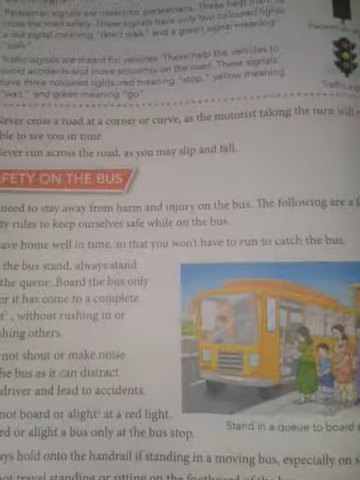 Pedestrian signals are meant for pedestrians. These help them to
cross the road safely. These signals have only two coloured lights
a red signal meaning "don't walk" and a green signal meaning
"walk".
Traffic signals are meant for vehicles. These help the vehicles to
avoid accidents and move smoothly on the road. These signals
have three coloured lights: red meaning "stop," yellow meaning
"wait," and green meaning "go".
Pedestrian
Traffic
Never cross a road at a corner or curve, as the motorist taking the turn will
ble to see you in time.
Never run across the road, as you may slip and fall.
FETY ON THE BUS
need to stay away from harm and injury on the bus. The following are a
ty rules to keep ourselves safe while on the bus.
ave home well in time, so that you won't have to run to catch the bus.
the bus stand, always stand
the queue. Board the bus only
er it has come to a complete
, without rushing to or
shing others.
not shout or make noise
he bus as it can distract
driver and lead to accidents.
not board or alight² at a red light.
rd or alight a bus only at the bus stop.
Stand in a queue to board
ays hold onto the handrail if standing in a moving bus, especially on s
not travel standing or sitting on the footboard of the